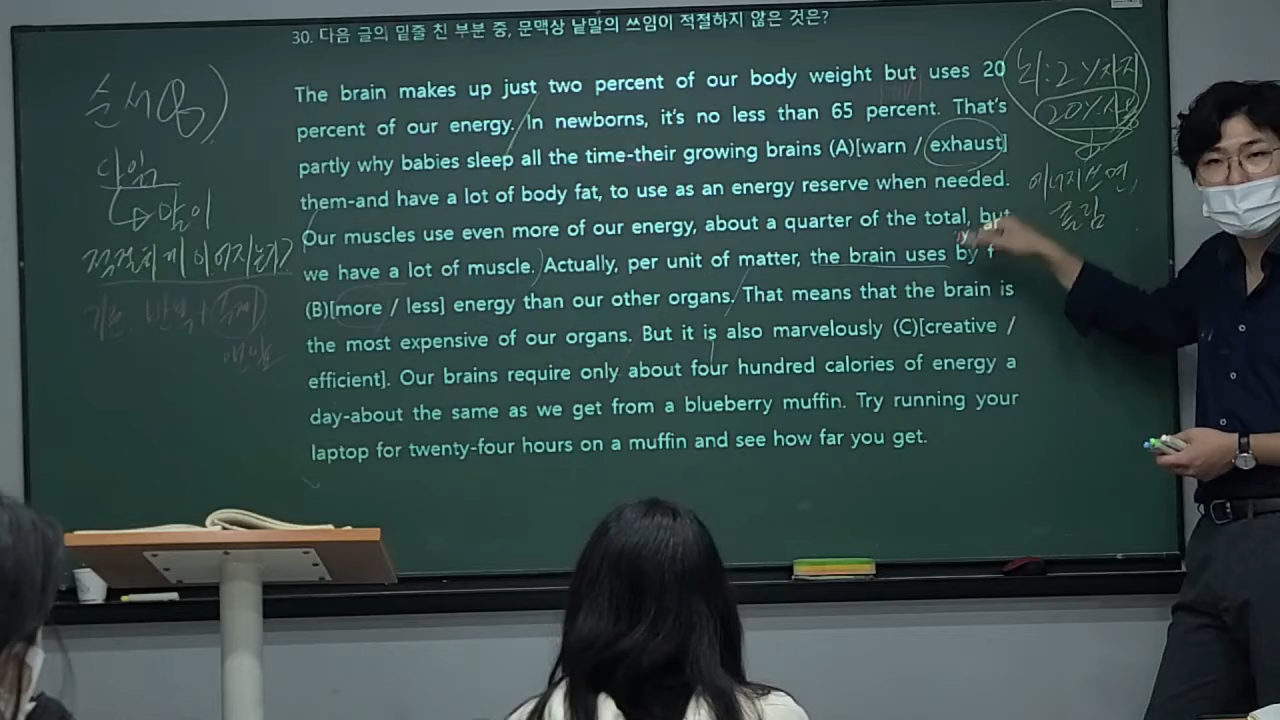 30. 다음 글의 밑줄 친 부분 중, 문맥상 낱말의 쓰임이 적절하지 않은 것은?
The brain makes up just two percent of our body weight but uses 20
percent of our energy. In newborns, it's no less than 65 percent. That's
partly why babies sleep all the time-their growing brains (A)[warn / exhaust]
them-and have a lot of body fat, to use as an energy reserve when needed.
Our muscles use even more of our energy, about a quarter of the total, but
we have a lot of muscle. Actually, per unit of matter, the brain uses by
(B)[more / less] energy than our other organs. That means that the brain is
the most expensive of our organs. But it is also marvelously (C)[creative /
efficient]. Our brains require only about four hundred calories of energy a
day-about the same as we get from a blueberry muffin. Try running your
laptop for twenty-four hours on a muffin and see how far you get.
순서
많이
적절하게 이어지는가?
뇌: 2% 차지
20% 사용
에너지 쓰면,
졸림